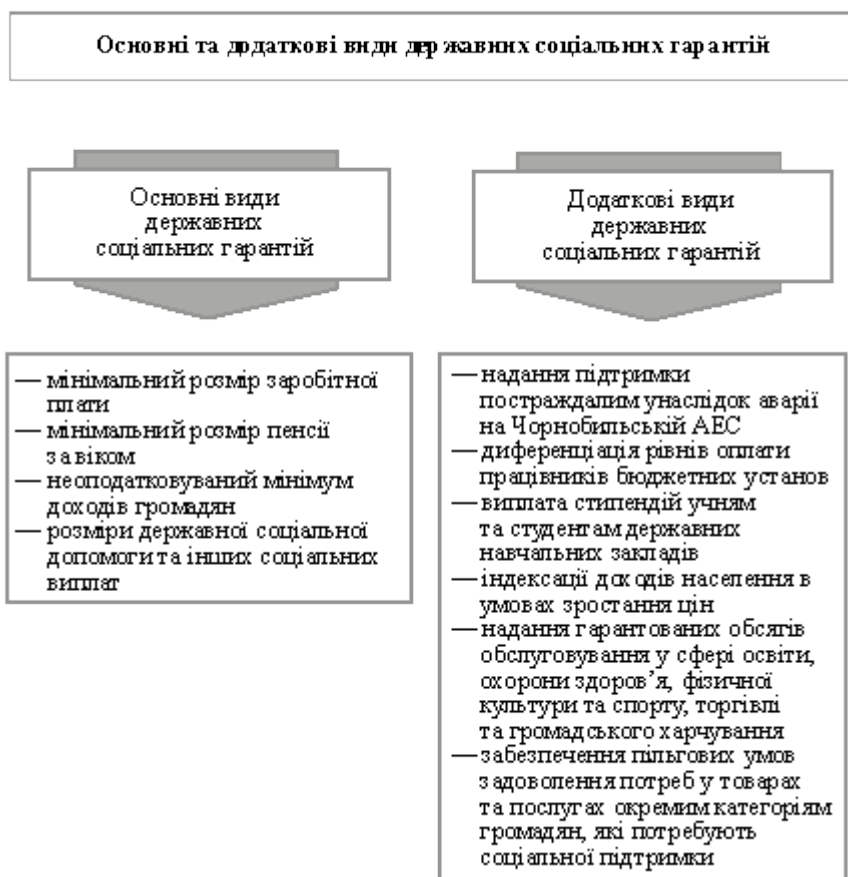 Основні та додаткові види державних соціальних гарантій
Основні види
державних
соціальних гарантій
Додаткові види
державних
соціальних гарантій
— мінімальний розмір заробітної
плати
— мінімальний розмір пенсії
за віком
— неоподатковуваний мінімум
доходів громадян
— розміри державної соціальної
допомоги та інших соціальних
виплат
— надання підтримки
постраждалим унаслідок аварії
на Чорнобильській АЕС
— диференціація рівнів оплати
працівників бюджетних установ
— виплата стипендій учням
та студентам державних
навчальних закладів
— індексації доходів населення в
умовах зростання цін
— надання гарантованих обсягів
обслуговування у сфері освіти,
охорони здоров’я, фізичної
культури та спорту, торгівлі
та громадського харчування
— забезпечення пільгових умов
задоволення потреб у товарах
та послугах окремим категоріям
громадян, які потребують
соціальної підтримки